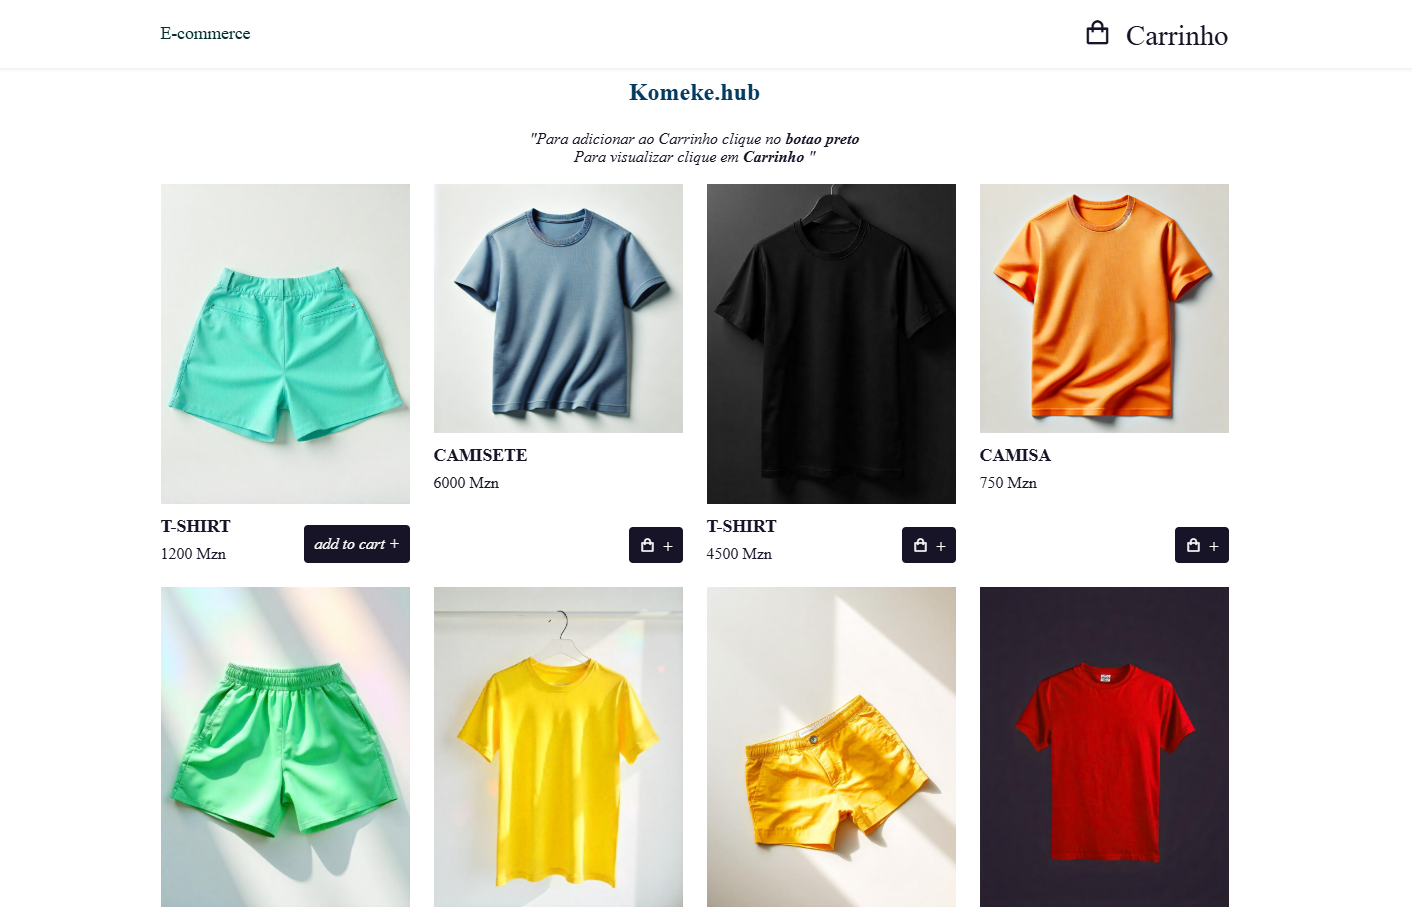 E-commerce
Carrinho
Komeke.hub
"Para adicionar ao Carrinho clique no botao preto
Para visualizar clique em Carrinho "
T-SHIRT
1200 Mzn
add to cart +
CAMISETE
6000 Mzn
+
T-SHIRT
4500 Mzn
+
CAMISA
750 Mzn
+